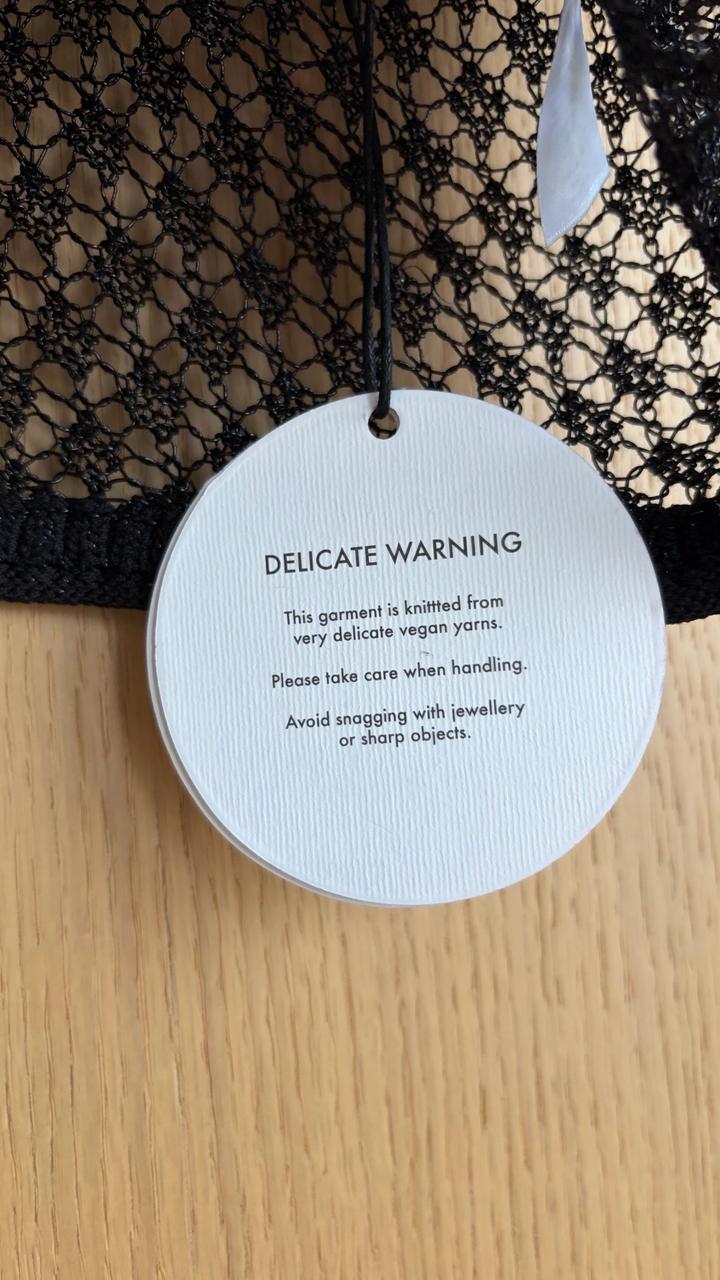 DELICATE WARNING
This garment is knittted from
very delicate vegan yarns.
Please take care when handling.
Avoid snagging with jewellery
or sharp objects.